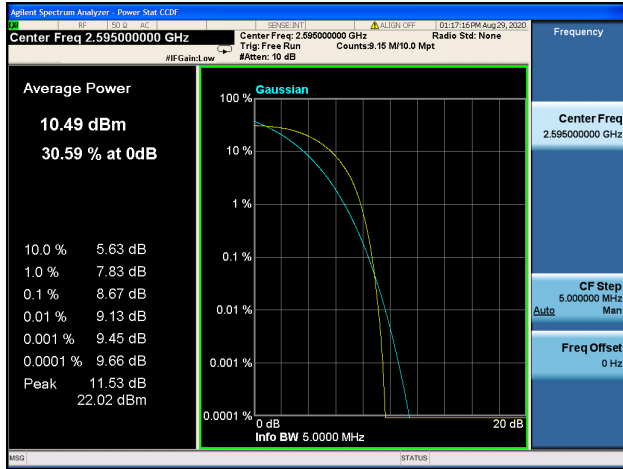 Agilent Spectrum Analyzer - Power Stat CCDF
RF 50 Ω AC SENSE:INT ALIGN OFF 01:17:16 PM Aug 29, 2020
Center Freq 2.595000000 GHz
Center Freq: 2.595000000 GHz Radio Std: None
Trig: Free Run Counts:9.15 M/10.0 Mpt
#IFGain:Low #Atten: 10 dB
Frequency
Average Power
10.49 dBm
30.59 % at 0dB
10.0 % 5.63 dB
1.0 % 7.83 dB
0.1 % 8.67 dB
0.01 % 9.13 dB
0.001 % 9.45 dB
0.0001 % 9.66 dB
Peak 11.53 dB
22.02 dBm
Gaussian
100 %
10 %
1 %
0.1 %
0.01 %
0.001 %
0.0001 %
0 dB 20 dB
Info BW 5.0000 MHz
Center Freq
2.595000000 GHz
CF Step
5.000000 MHz
Auto Man
Freq Offset
0 Hz
MSG STATUS